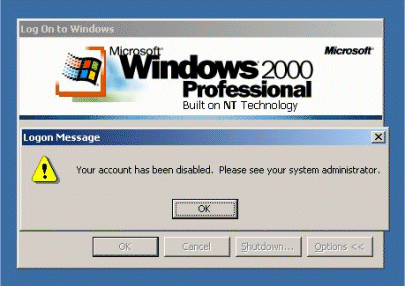 Log On to Windows
Microsoft
Microsoft
Windows 2000
Professional
Built on NT Technology
Logon Message
Your account has been disabled. Please see your system administrator.
OK
OK Cancel Shutdown... Options <<